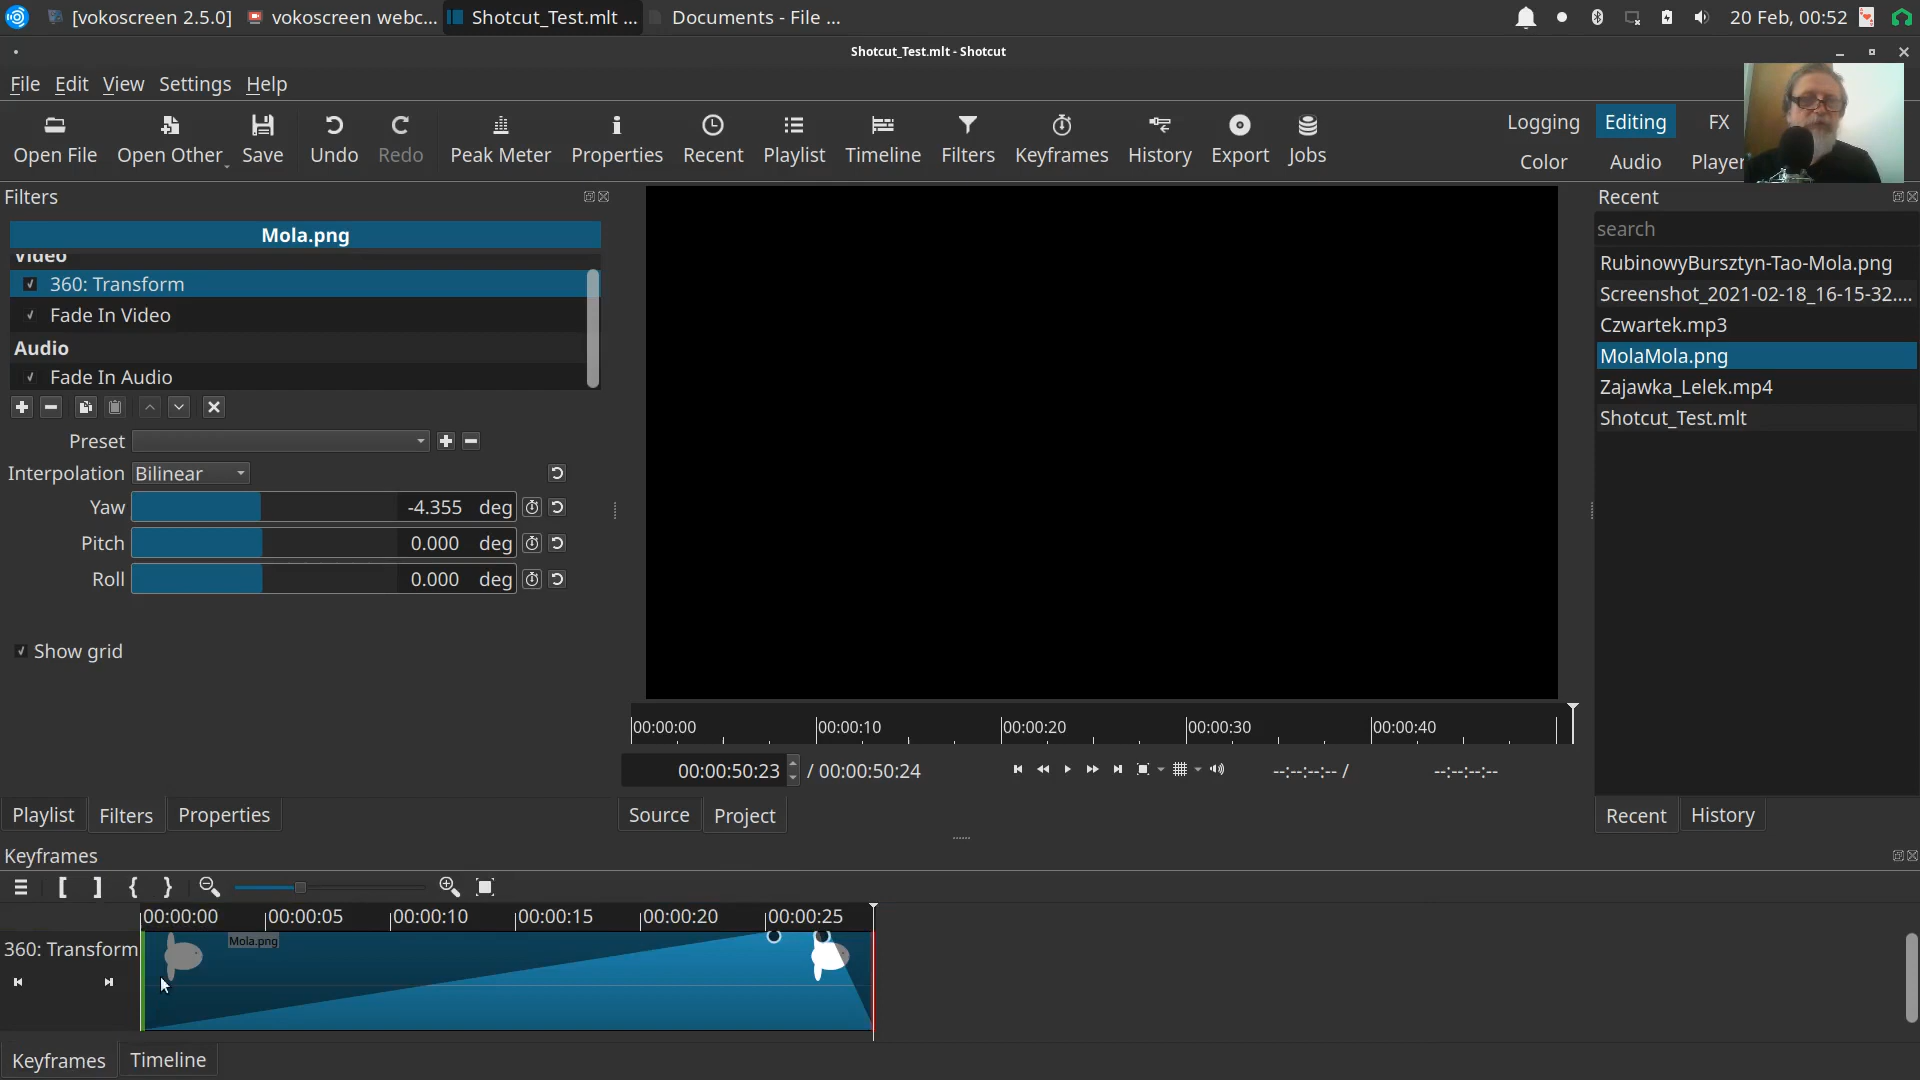 [vokoscreen 2.5.0] vokoscreen webc... Shotcut_Test.mlt ... Documents - File ... 20 Feb, 00:52
Shotcut_Test.mlt - Shotcut
File Edit View Settings Help
Open File Open Other Save Undo Redo Peak Meter Properties Recent Playlist Timeline Filters Keyframes History Export Jobs
Logging Editing FX
Color Audio Player
Filters
Mola.png
Video
360: Transform
Fade In Video
Audio
Fade In Audio
Preset
Interpolation Bilinear
Yaw -4.355 deg
Pitch 0.000 deg
Roll 0.000 deg
Show grid
Playlist Filters Properties
00:00:00 00:00:10 00:00:20 00:00:30 00:00:40
00:00:50:23 / 00:00:50:24 --:--:--:-- / --:--:--:--
Source Project
Recent
search
RubinowyBursztyn-Tao-Mola.png
Screenshot_2021-02-18_16-15-32....
Czwartek.mp3
MolaMola.png
Zajawka_Lelek.mp4
Shotcut_Test.mlt
Recent History
Keyframes
00:00:00 00:00:05 00:00:10 00:00:15 00:00:20 00:00:25
360: Transform Mola.png
Keyframes Timeline